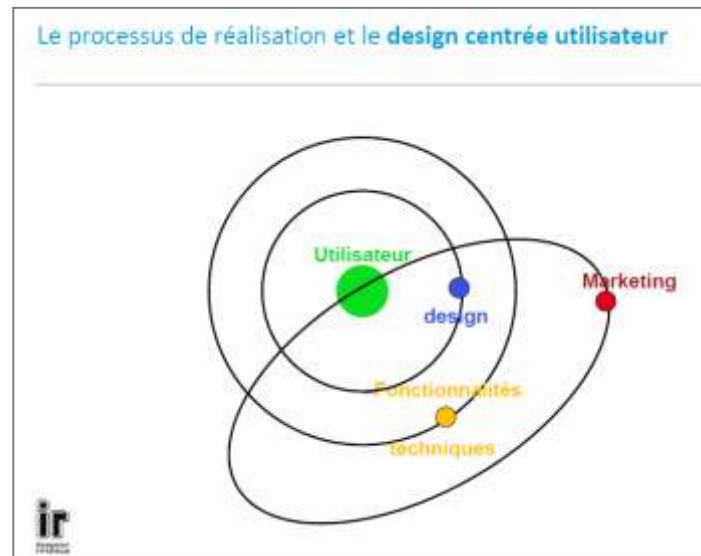 Le processus de réalisation et le design centrée utilisateur
Utilisateur
Marketing
design
Fonctionnalités
techniques
ir